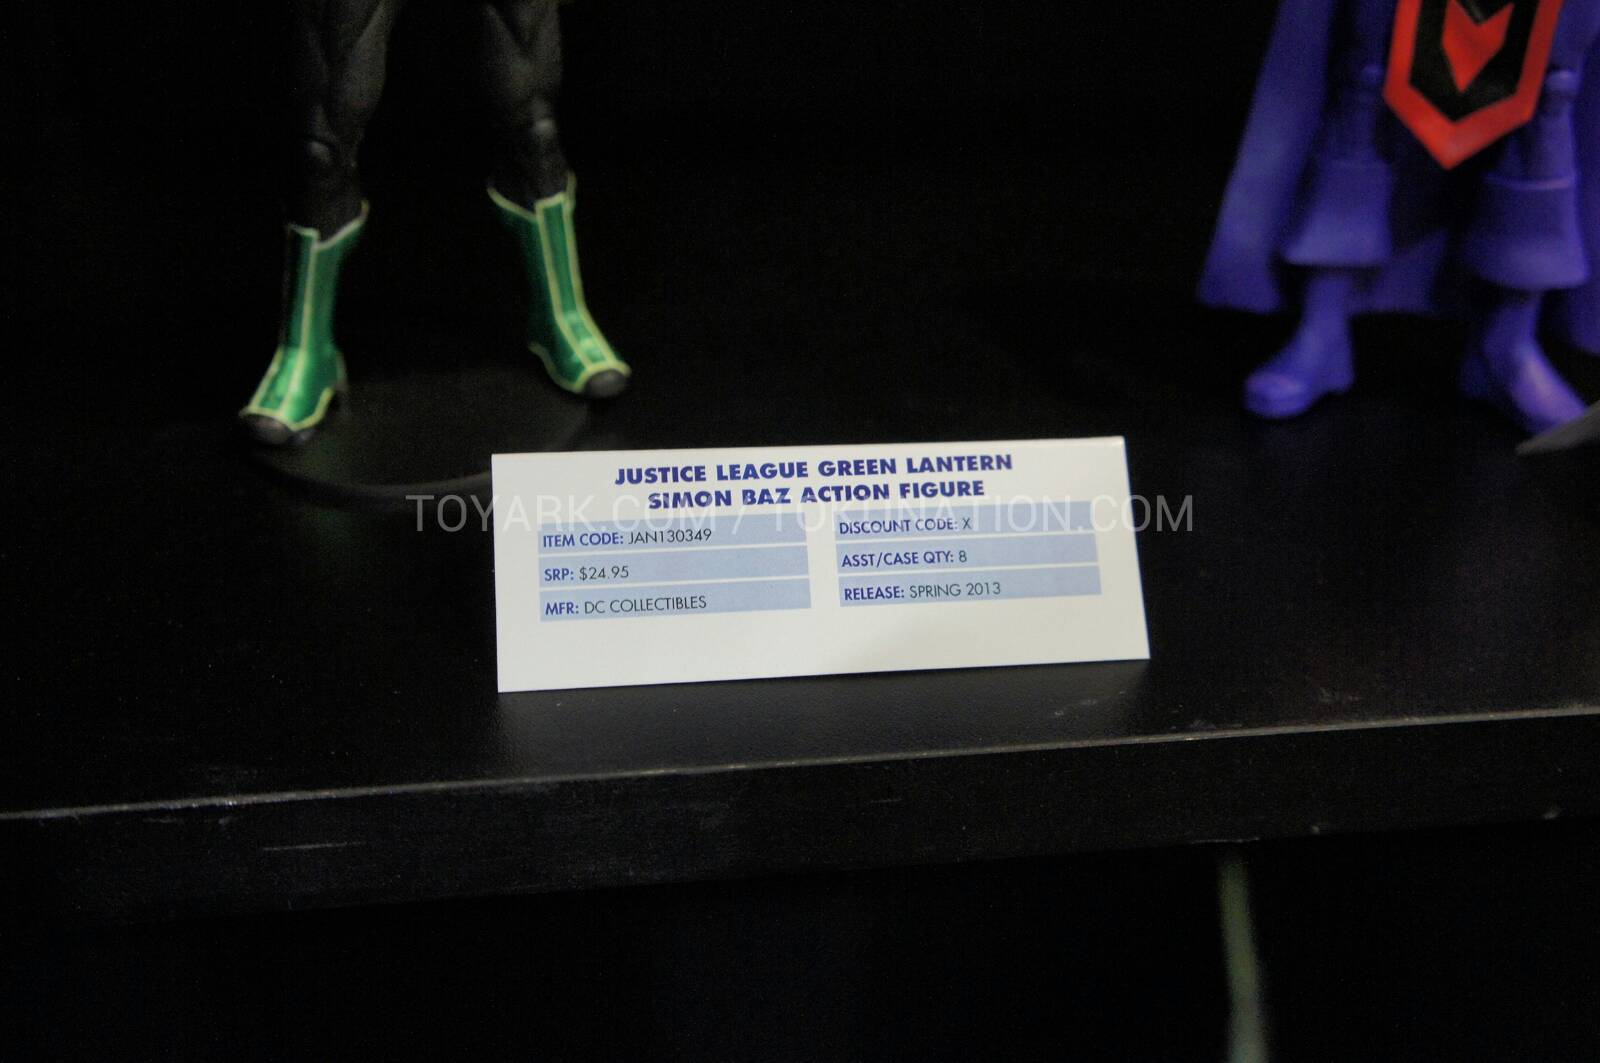 JUSTICE LEAGUE GREEN LANTERN
SIMON BAZ ACTION FIGURE
ITEM CODE: JAN130349
SRP: $24.95
MFR: DC COLLECTIBLES
DISCOUNT CODE: X
ASST/CASE QTY: 8
RELEASE: SPRING 2013
TOYARK.COM / TOKUNATION.COM